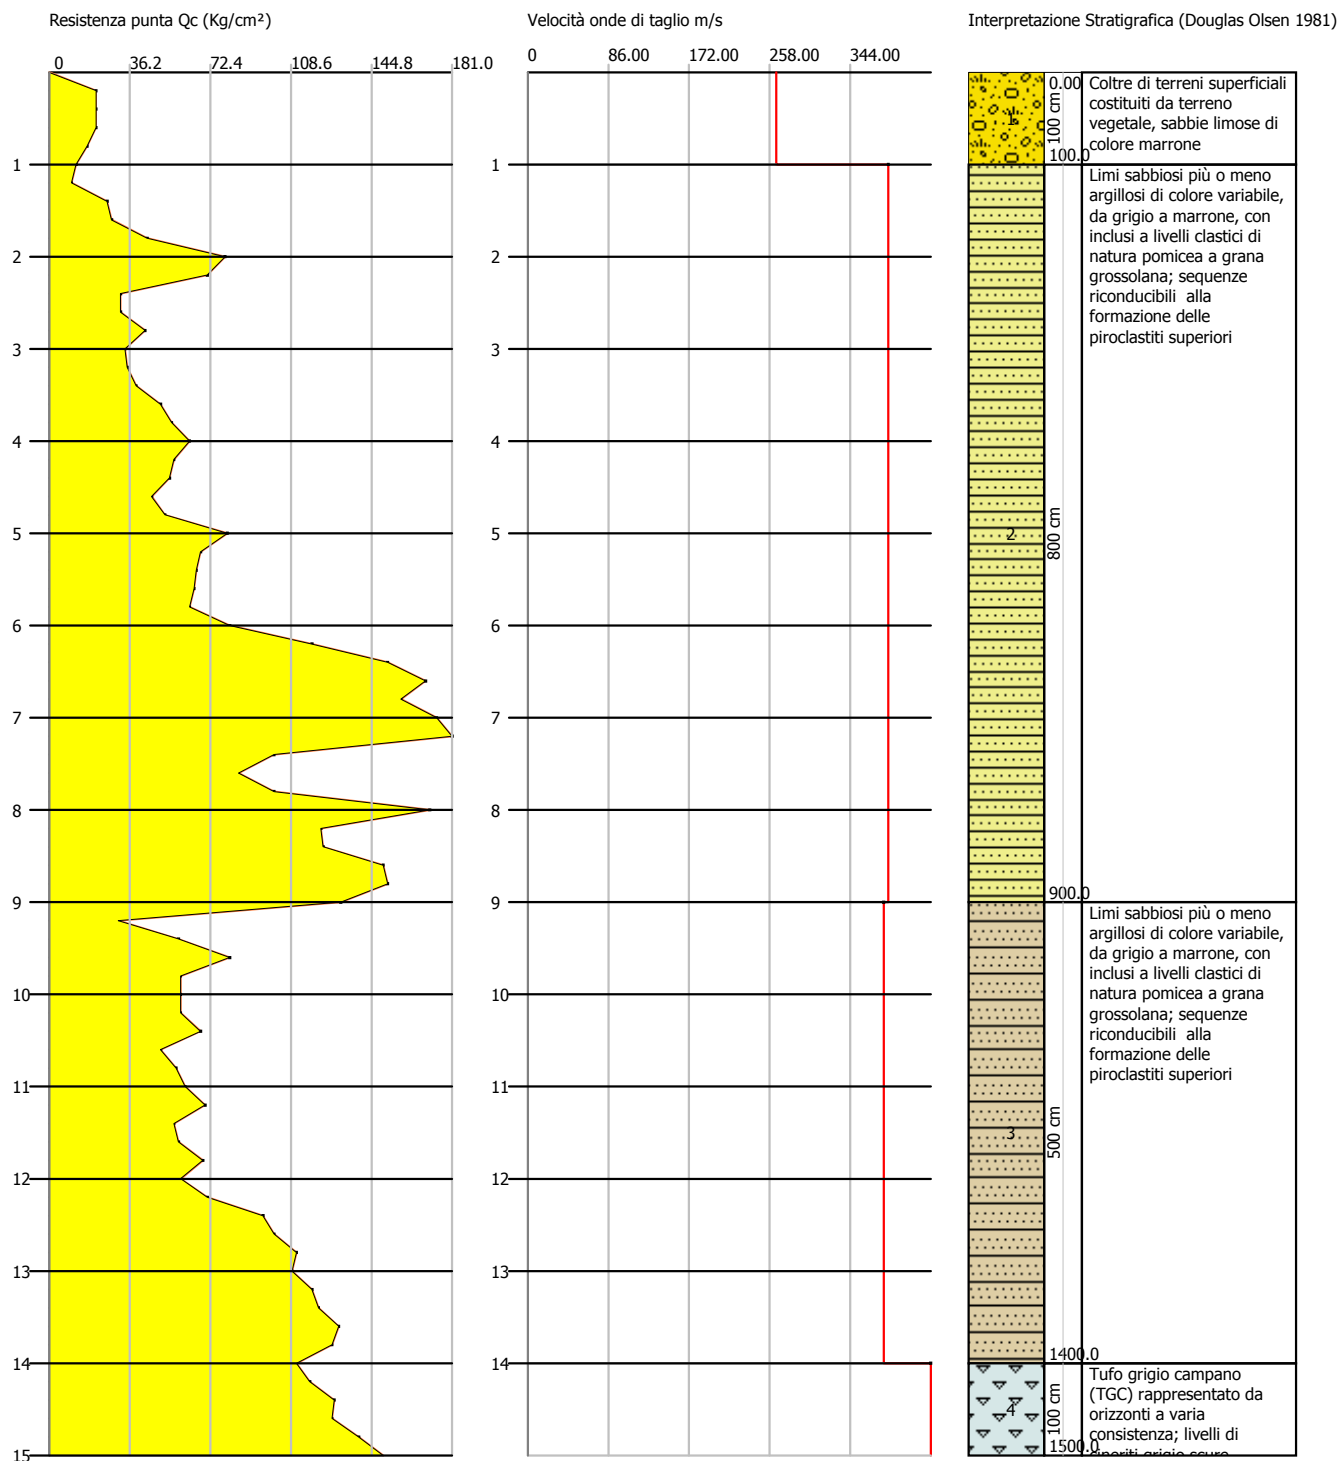 Resistenza punta Qc (Kg/cm²)
Velocità onde di taglio m/s
Interpretazione Stratigrafica (Douglas Olsen 1981)
0 36.2 72.4 108.6 144.8 181.0
0 86.00 172.00 258.00 344.00
1
2
3
4
5
6
7
8
9
10
11
12
13
14
15
1
2
3
4
5
6
7
8
9
10
11
12
13
14
15
0.00
1
100 cm
100.0
Coltre di terreni superficiali
costituiti da terreno
vegetale, sabbie limose di
colore marrone
2
800 cm
900.0
Limi sabbiosi più o meno
argillosi di colore variabile,
da grigio a marrone, con
inclusi a livelli clastici di
natura pomicea a grana
grossolana; sequenze
riconducibili alla
formazione delle
piroclastiti superiori
3
500 cm
1400.0
Limi sabbiosi più o meno
argillosi di colore variabile,
da grigio a marrone, con
inclusi a livelli clastici di
natura pomicea a grana
grossolana; sequenze
riconducibili alla
formazione delle
piroclastiti superiori
4
100 cm
1500.0
Tufo grigio campano
(TGC) rappresentato da
orizzonti a varia
consistenza; livelli di